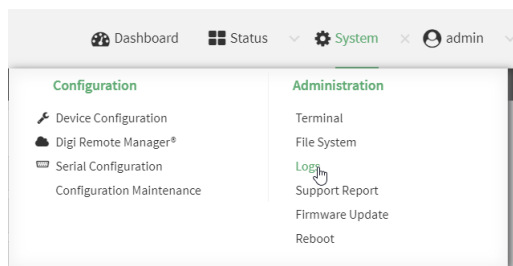 Dashboard Status System admin
Configuration
Device Configuration
Digi Remote Manager®
Serial Configuration
Configuration Maintenance
Administration
Terminal
File System
Logs
Support Report
Firmware Update
Reboot